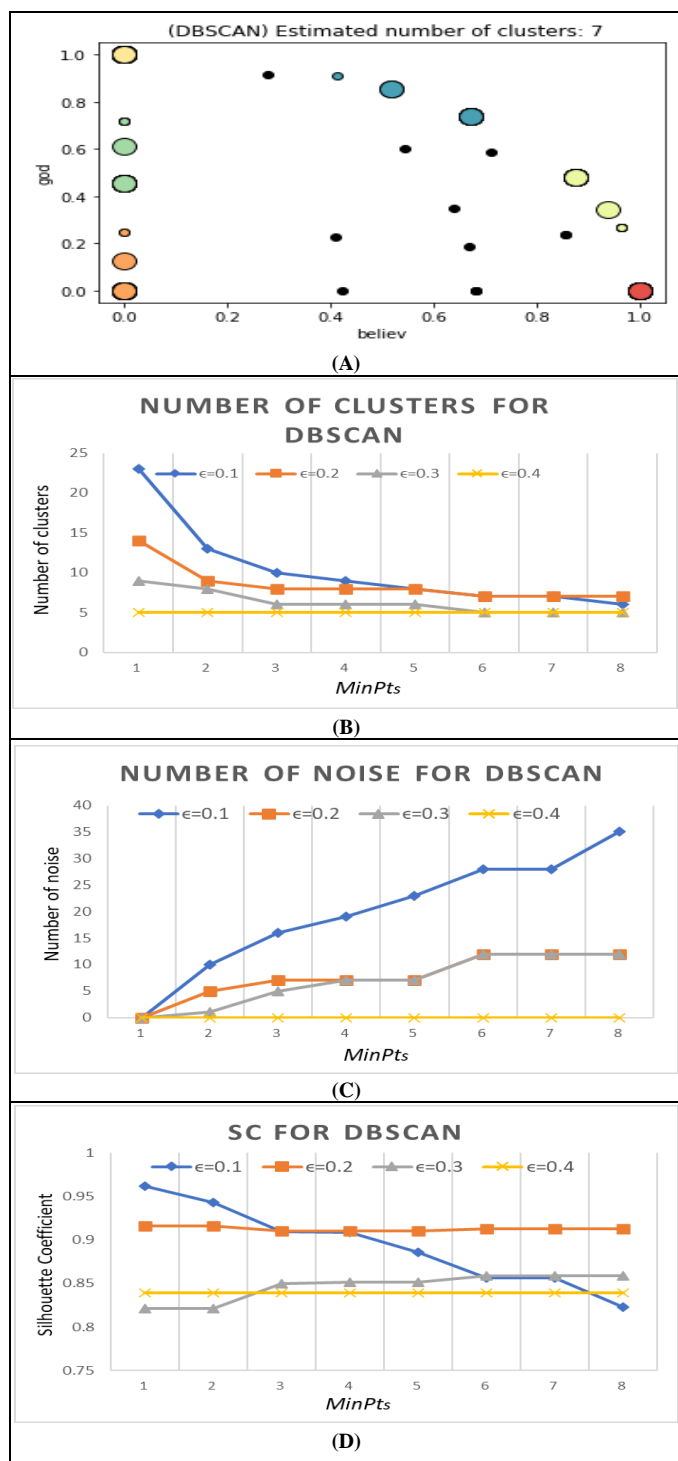 (DBSCAN) Estimated number of clusters: 7
1.0
0.8
0.6
0.4
0.2
0.0
god
0.0 0.2 0.4 0.6 0.8 1.0
believ
(A)
NUMBER OF CLUSTERS FOR
DBSCAN
25
20
15
10
5
0
Number of clusters
ϵ=0.1 ϵ=0.2 ϵ=0.3 ϵ=0.4
1 2 3 4 5 6 7 8
MinPts
(B)
NUMBER OF NOISE FOR DBSCAN
40
35
30
25
20
15
10
5
0
Number of noise
ϵ=0.1 ϵ=0.2 ϵ=0.3 ϵ=0.4
1 2 3 4 5 6 7 8
MinPts
(C)
SC FOR DBSCAN
1
0.95
0.9
0.85
0.8
0.75
Silhouette Coefficient
ϵ=0.1 ϵ=0.2 ϵ=0.3 ϵ=0.4
1 2 3 4 5 6 7 8
MinPts
(D)